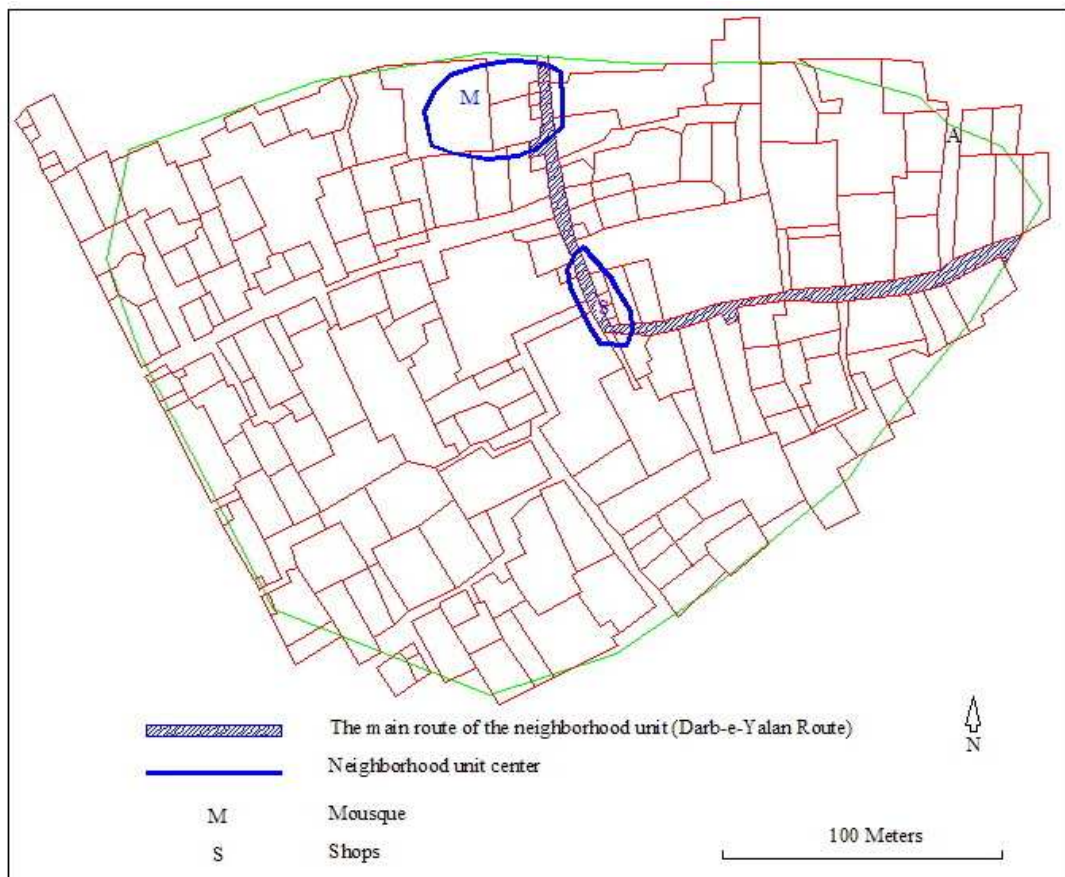 M
A
S
The main route of the neighborhood unit (Darb-e-Yalan Route)
Neighborhood unit center
N
M Mousque
S Shops
100 Meters